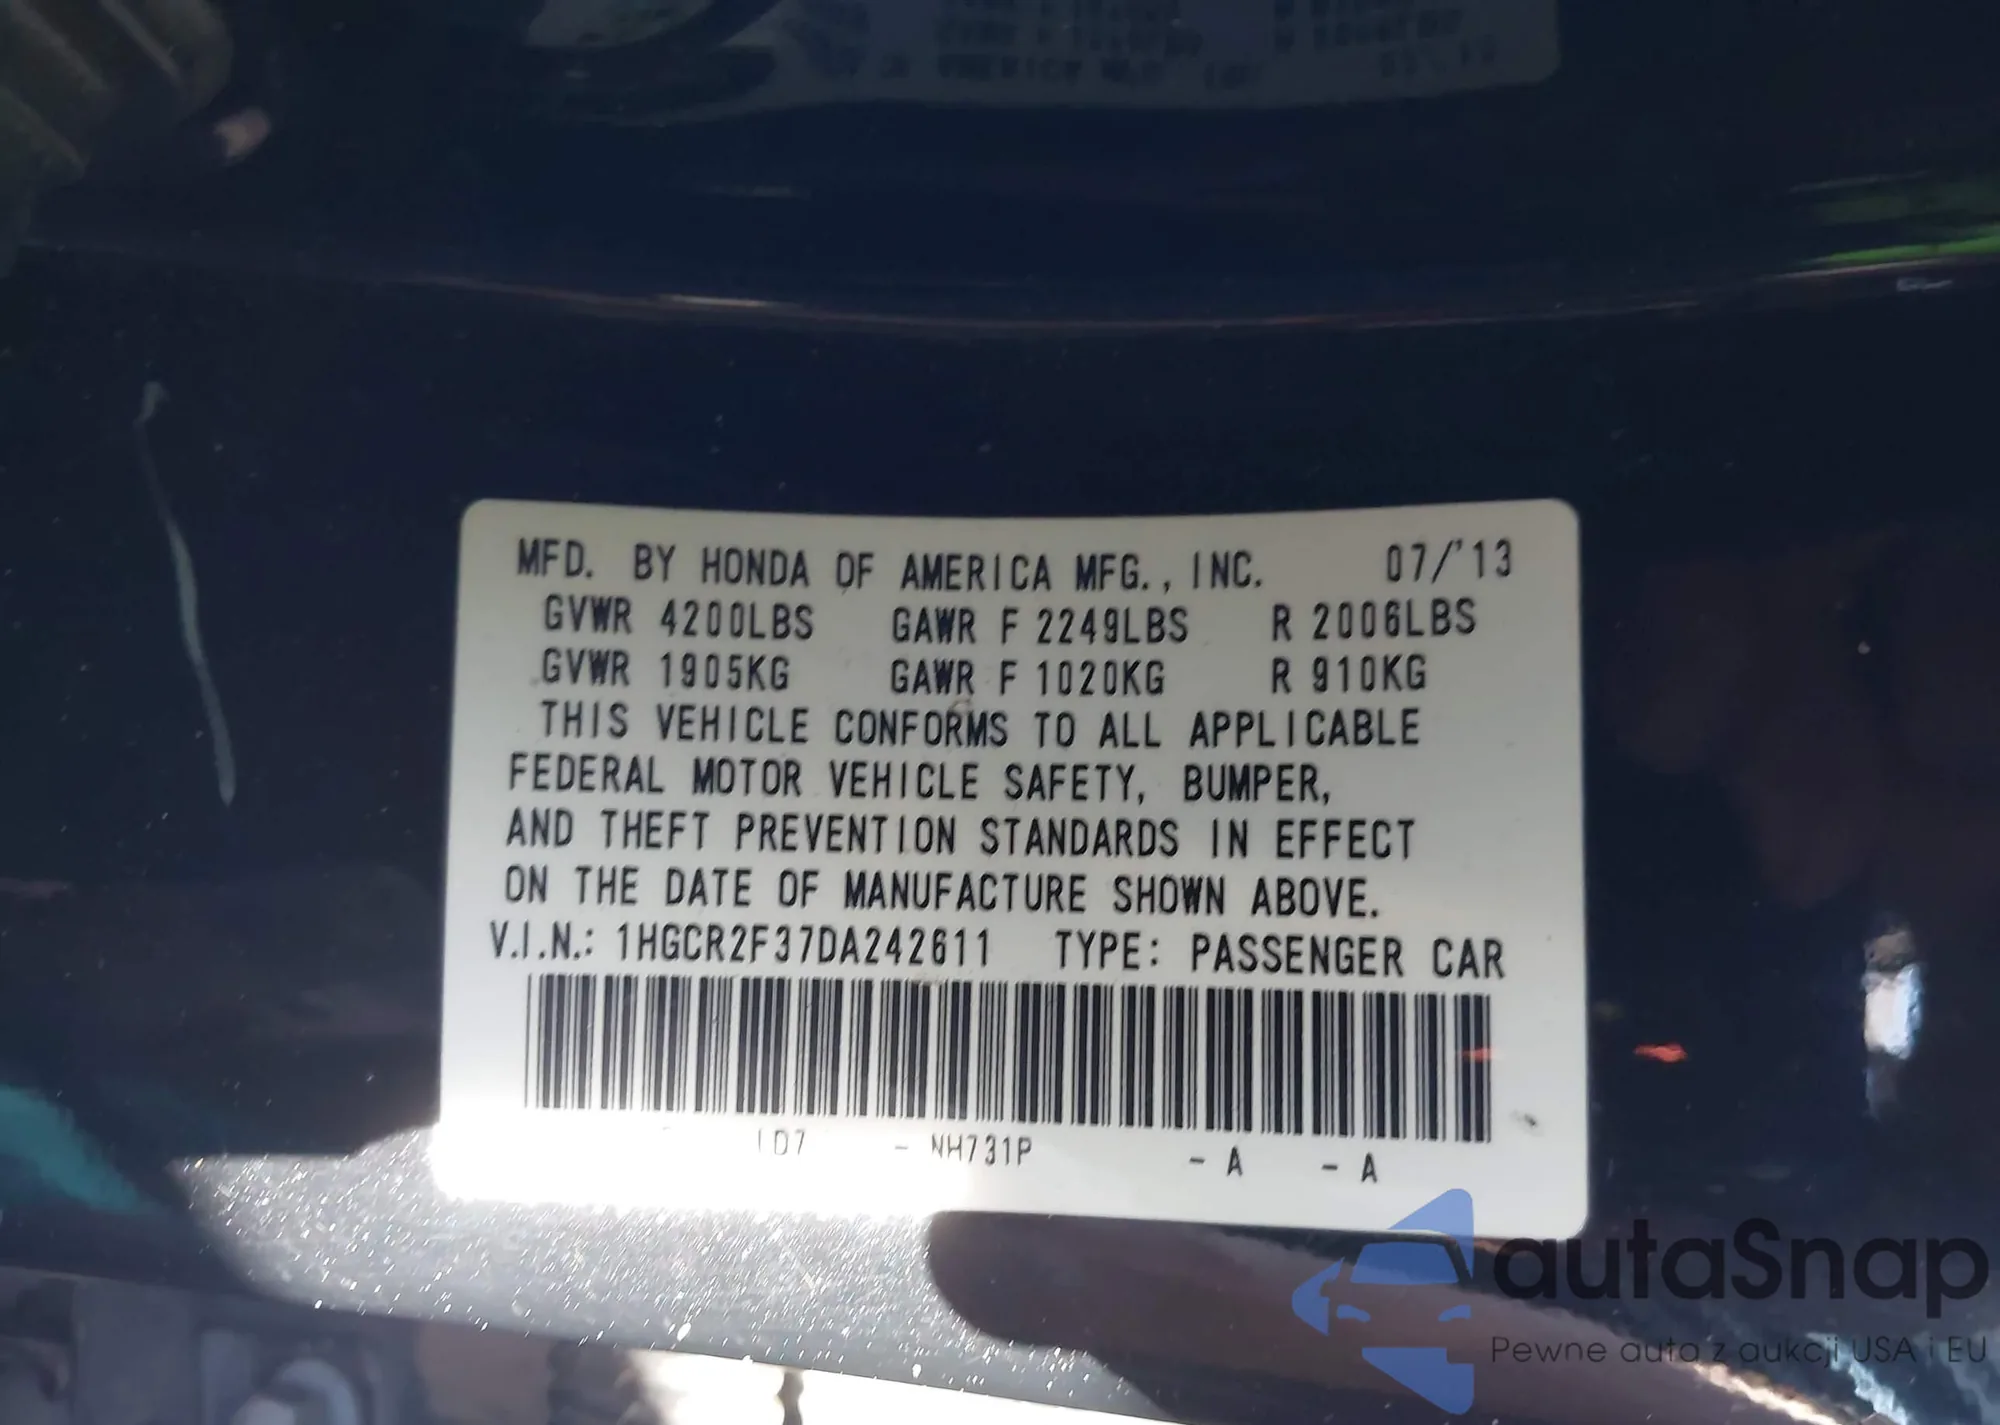 MFD. BY HONDA OF AMERICA MFG., INC. 07/'13
GVWR 4200LBS GAWR F 2249LBS R 2006LBS
GVWR 1905KG GAWR F 1020KG R 910KG
THIS VEHICLE CONFORMS TO ALL APPLICABLE
FEDERAL MOTOR VEHICLE SAFETY, BUMPER,
AND THEFT PREVENTION STANDARDS IN EFFECT
ON THE DATE OF MANUFACTURE SHOWN ABOVE.
V.I.N.: 1HGCR2F37DA242611 TYPE: PASSENGER CAR
- NH731P - A - A
autaSnap
Pewne auta z aukcji USA i EU